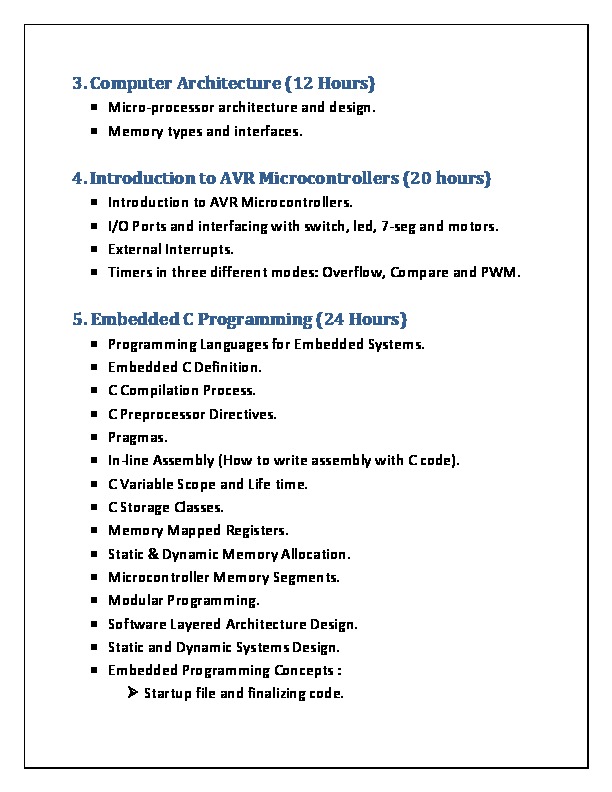 3. Computer Architecture (12 Hours)
▪ Micro-processor architecture and design.
▪ Memory types and interfaces.
4. Introduction to AVR Microcontrollers (20 hours)
▪ Introduction to AVR Microcontrollers.
▪ I/O Ports and interfacing with switch, led, 7-seg and motors.
▪ External Interrupts.
▪ Timers in three different modes: Overflow, Compare and PWM.
5. Embedded C Programming (24 Hours)
▪ Programming Languages for Embedded Systems.
▪ Embedded C Definition.
▪ C Compilation Process.
▪ C Preprocessor Directives.
▪ Pragmas.
▪ In-line Assembly (How to write assembly with C code).
▪ C Variable Scope and Life time.
▪ C Storage Classes.
▪ Memory Mapped Registers.
▪ Static & Dynamic Memory Allocation.
▪ Microcontroller Memory Segments.
▪ Modular Programming.
▪ Software Layered Architecture Design.
▪ Static and Dynamic Systems Design.
▪ Embedded Programming Concepts :
➢ Startup file and finalizing code.